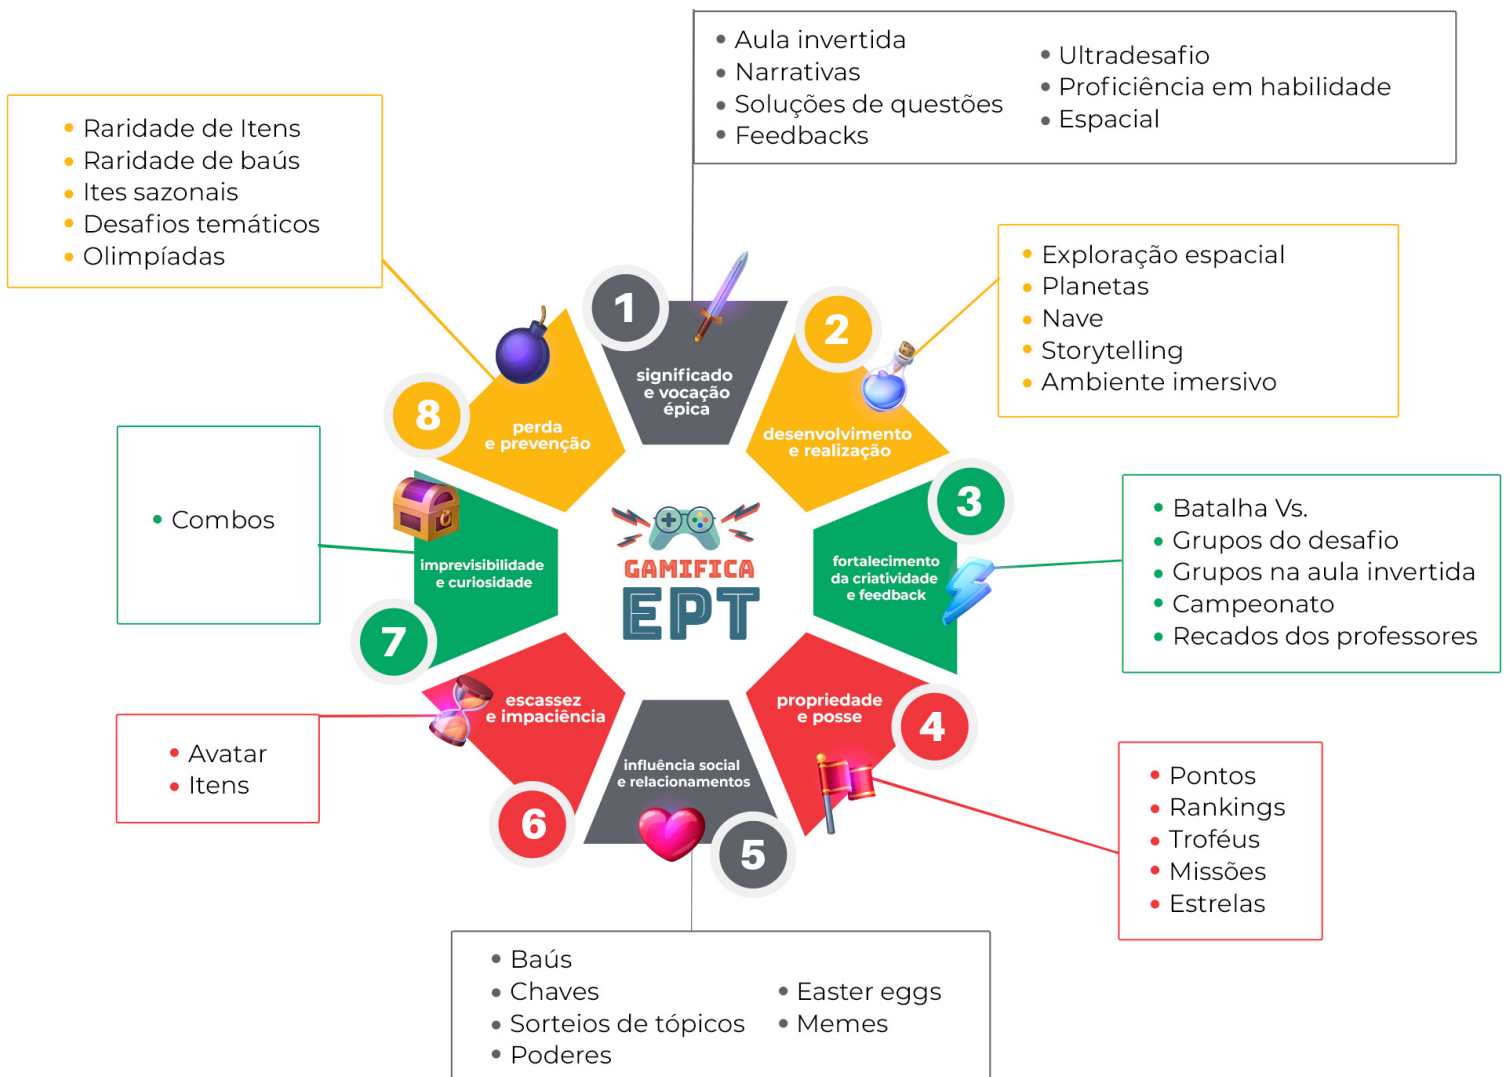 Aula invertida
Narrativas
Soluções de questões
Feedbacks
Ultradesafio
Proficiência em habilidade
Espacial
Raridade de Itens
Raridade de baús
Ites sazonais
Desafios temáticos
Olimpíadas
Exploração espacial
Planetas
Nave
Storytelling
Ambiente imersivo
1
significado
e vocação
épica
2
desenvolvimento
e realização
8
perda
e prevenção
3
fortalecimento
da criatividade
e feedback
Combos
imprevisibilidade
e curiosidade
7
GAMIFICA
EPT
Batalha Vs.
Grupos do desafio
Grupos na aula invertida
Campeonato
Recados dos professores
escassez
e impaciência
6
propriedade
e posse
4
influência social
e relacionamentos
5
Avatar
Itens
Pontos
Rankings
Troféus
Missões
Estrelas
Baús
Chaves
Sorteios de tópicos
Poderes
Easter eggs
Memes